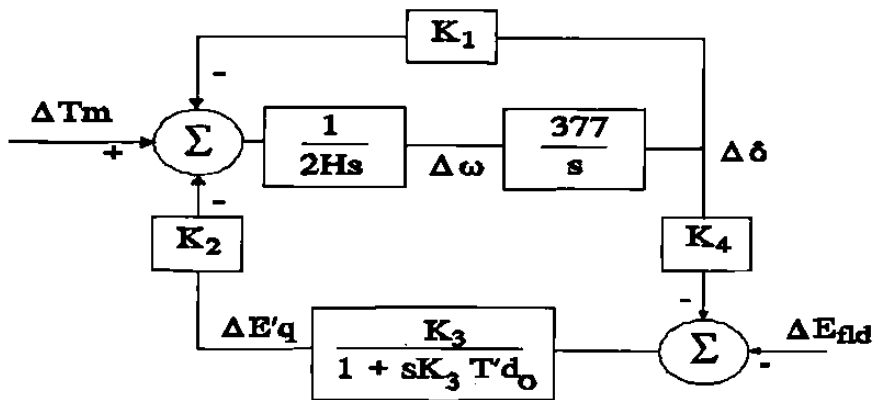 K₁
-
ΔTm
+
Σ
1
2Hs
Δω
377
s
Δδ
-
K₂
K₄
-
ΔE'q
K₃
1 + sK₃ T'd₀
Σ
ΔE_fld
-